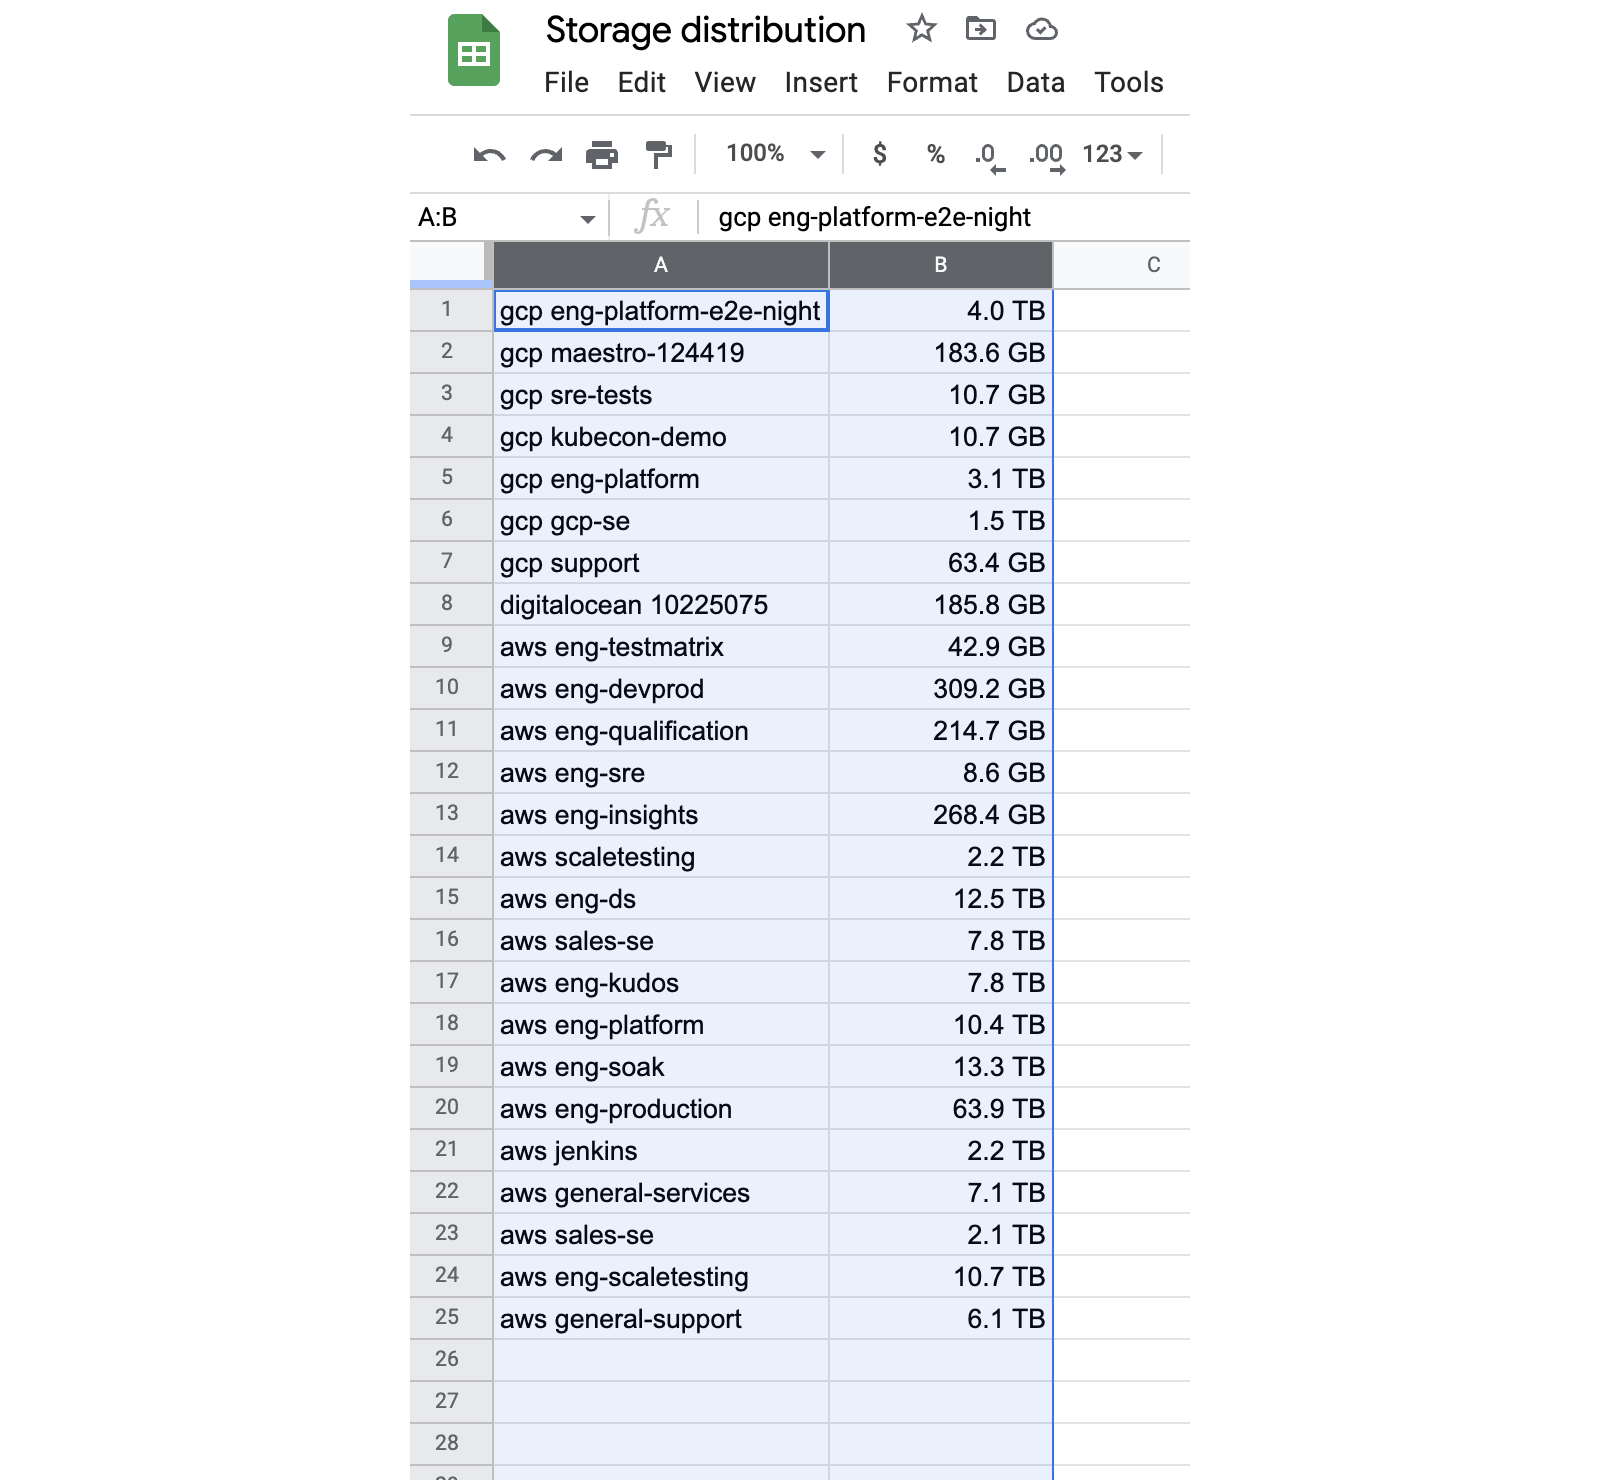 Storage distribution
File Edit View Insert Format Data Tools
100% $ % .0 .00 123
A:B fx gcp eng-platform-e2e-night
A B C
1 gcp eng-platform-e2e-night 4.0 TB
2 gcp maestro-124419 183.6 GB
3 gcp sre-tests 10.7 GB
4 gcp kubecon-demo 10.7 GB
5 gcp eng-platform 3.1 TB
6 gcp gcp-se 1.5 TB
7 gcp support 63.4 GB
8 digitalocean 10225075 185.8 GB
9 aws eng-testmatrix 42.9 GB
10 aws eng-devprod 309.2 GB
11 aws eng-qualification 214.7 GB
12 aws eng-sre 8.6 GB
13 aws eng-insights 268.4 GB
14 aws scaletesting 2.2 TB
15 aws eng-ds 12.5 TB
16 aws sales-se 7.8 TB
17 aws eng-kudos 7.8 TB
18 aws eng-platform 10.4 TB
19 aws eng-soak 13.3 TB
20 aws eng-production 63.9 TB
21 aws jenkins 2.2 TB
22 aws general-services 7.1 TB
23 aws sales-se 2.1 TB
24 aws eng-scaletesting 10.7 TB
25 aws general-support 6.1 TB
26
27
28